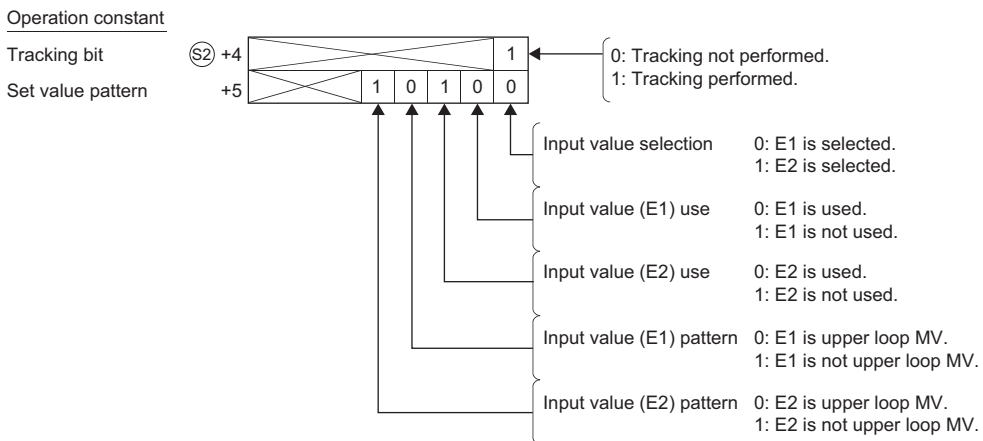 Operation constant
Tracking bit S2 +4 1 0: Tracking not performed.
1: Tracking performed.
Set value pattern +5 1 0 1 0 0
Input value selection 0: E1 is selected.
1: E2 is selected.
Input value (E1) use 0: E1 is used.
1: E1 is not used.
Input value (E2) use 0: E2 is used.
1: E2 is not used.
Input value (E1) pattern 0: E1 is upper loop MV.
1: E1 is not upper loop MV.
Input value (E2) pattern 0: E2 is upper loop MV.
1: E2 is not upper loop MV.